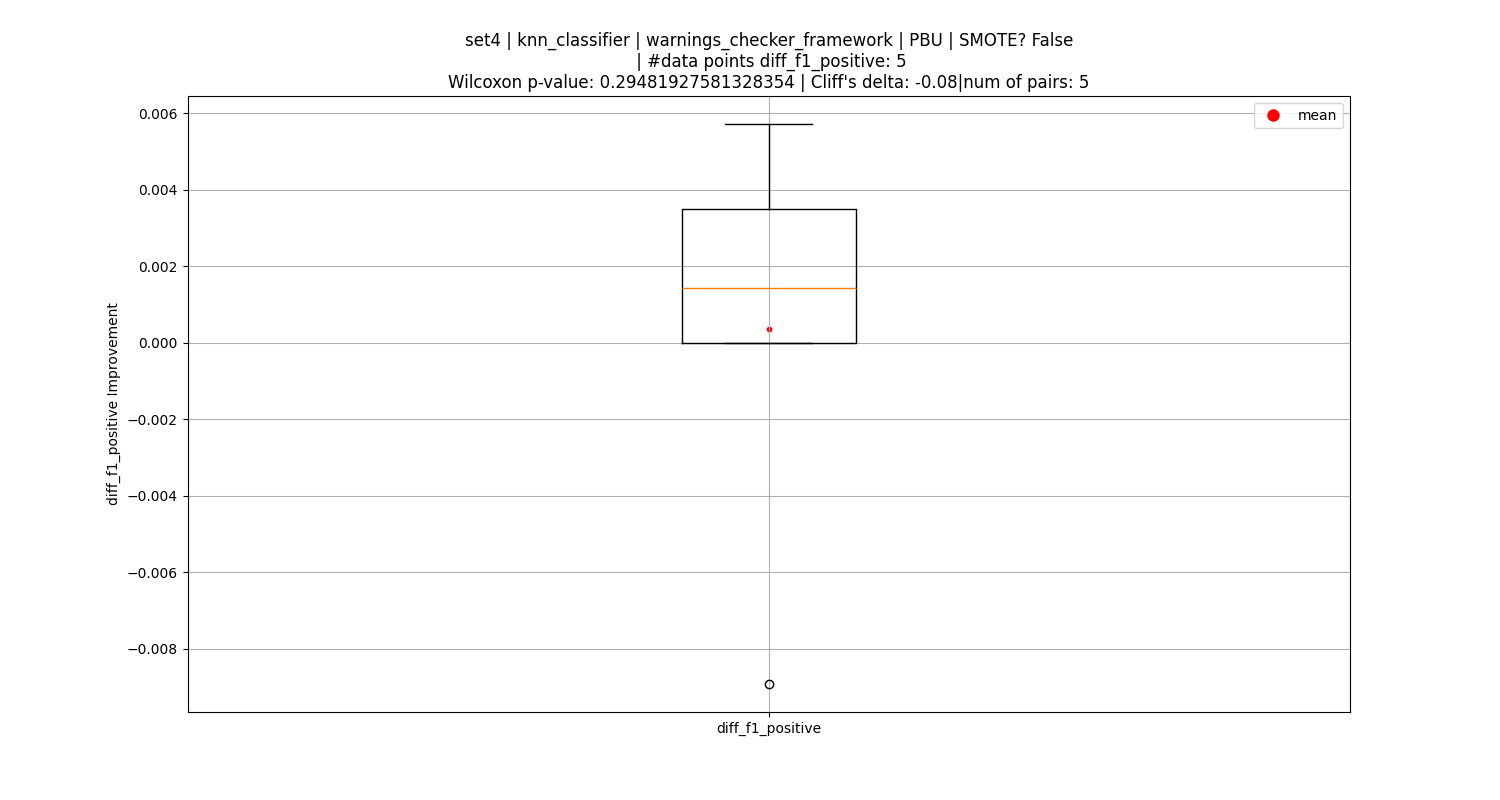 set4 | knn_classifier | warnings_checker_framework | PBU | SMOTE? False
| #data points diff_f1_positive: 5
Wilcoxon p-value: 0.29481927581328354 | Cliff's delta: -0.08|num of pairs: 5
mean
0.006
0.004
0.002
0.000
−0.002
−0.004
−0.006
−0.008
diff_f1_positive Improvement
diff_f1_positive